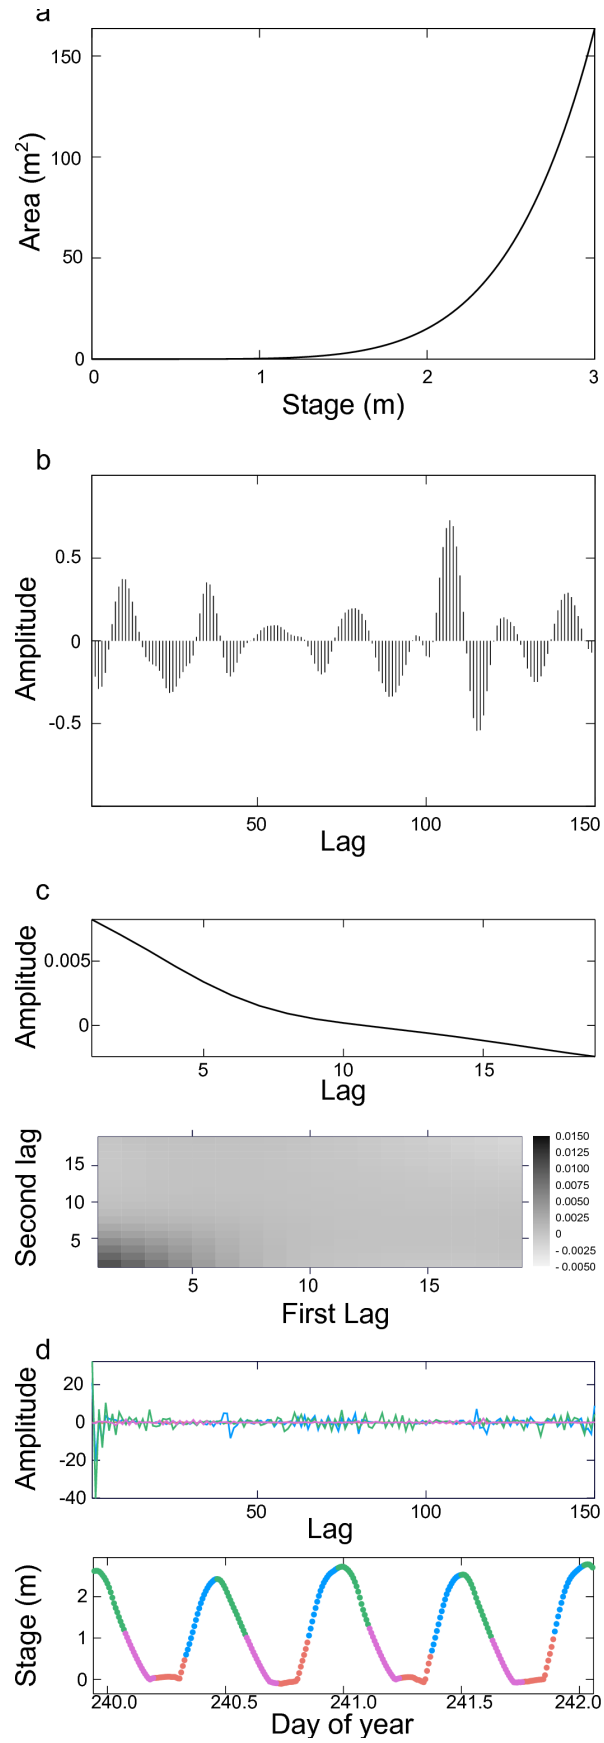 a
150
100
50
0
Area (m²)
0 1 2 3
Stage (m)
b
0.5
0
-0.5
Amplitude
50 100 150
Lag
c
0.005
0
Amplitude
5 10 15
Lag
15
10
5
Second lag
0.0150
0.0125
0.0100
0.0075
0.0050
0.0025
0
- 0.0025
- 0.0050
5 10 15
First Lag
d
20
0
-20
-40
Amplitude
50 100 150
Lag
2
1
0
Stage (m)
240.0 240.5 241.0 241.5 242.0
Day of year